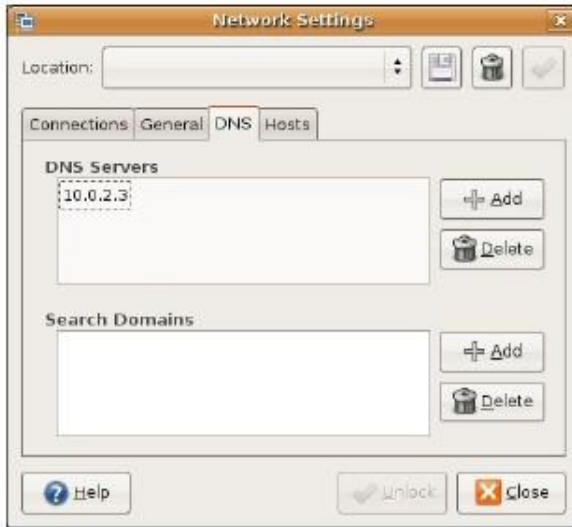 Network Settings
Location:
Connections General DNS Hosts
DNS Servers
10.0.2.3
Add
Delete
Search Domains
Add
Delete
Help Unlock Close